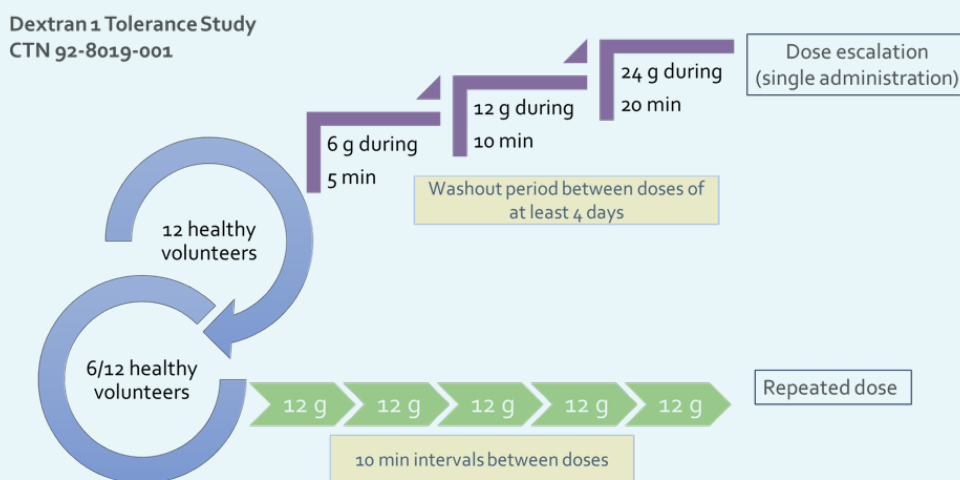 Dextran 1 Tolerance Study
CTN 92-8019-001
Dose escalation
(single administration)
24 g during
20 min
12 g during
10 min
6 g during
5 min
Washout period between doses of
at least 4 days
12 healthy
volunteers
6/12 healthy
volunteers
12 g
12 g
12 g
12 g
12 g
Repeated dose
10 min intervals between doses